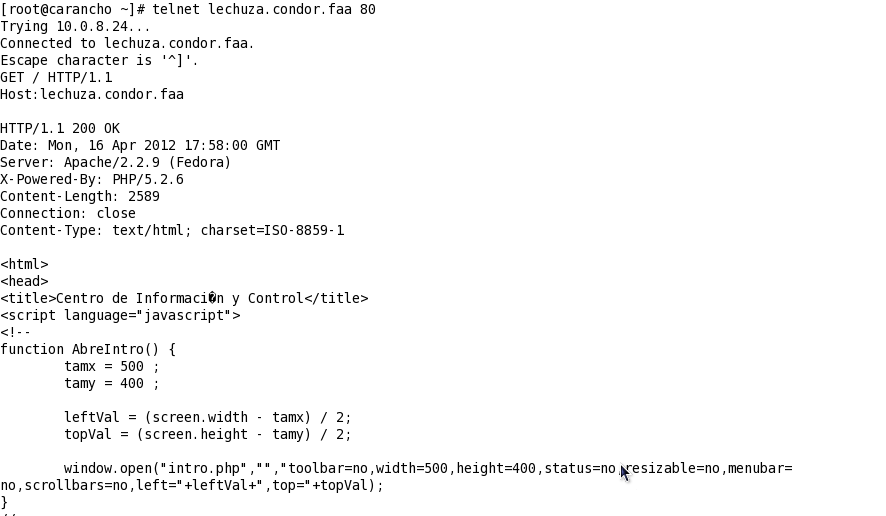 [root@carancho ~]# telnet lechuza.condor.faa 80
Trying 10.0.8.24...
Connected to lechuza.condor.faa.
Escape character is '^]'.
GET / HTTP/1.1
Host:lechuza.condor.faa

HTTP/1.1 200 OK
Date: Mon, 16 Apr 2012 17:58:00 GMT
Server: Apache/2.2.9 (Fedora)
X-Powered-By: PHP/5.2.6
Content-Length: 2589
Connection: close
Content-Type: text/html; charset=ISO-8859-1

<html>
<head>
<title>Centro de Informaci�n y Control</title>
<script language="javascript">
<!--
function AbreIntro() {
        tamx = 500 ;
        tamy = 400 ;

        leftVal = (screen.width - tamx) / 2;
        topVal = (screen.height - tamy) / 2;

        window.open("intro.php","","toolbar=no,width=500,height=400,status=no,resizable=no,menubar=
no,scrollbars=no,left="+leftVal+",top="+topVal);
}